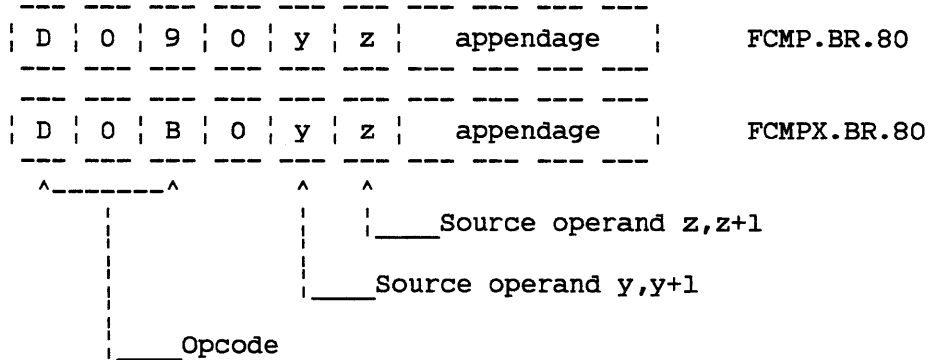 D 0 9 0 y z appendage FCMP.BR.80
D 0 B 0 y z appendage FCMPX.BR.80
Source operand z,z+1
Source operand y,y+1
Opcode